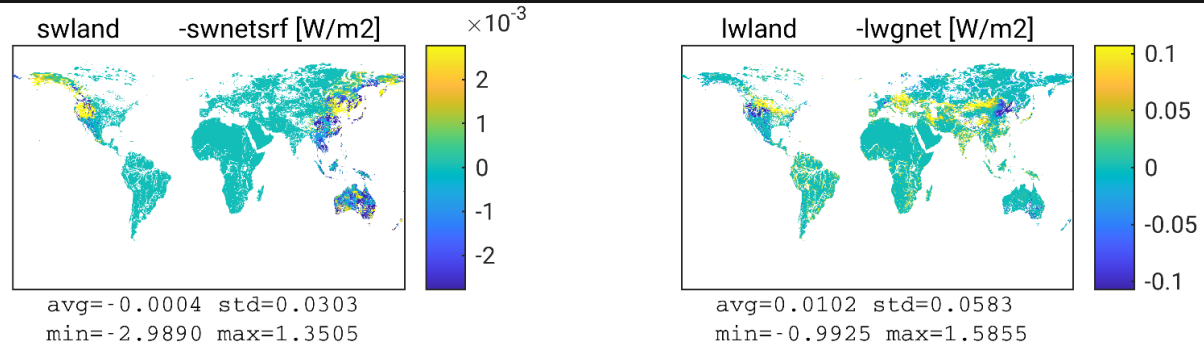 swland -swnetsrf [W/m2]
×10⁻³
2
1
0
-1
-2
avg=-0.0004 std=0.0303
min=-2.9890 max=1.3505
lwland -lwgnet [W/m2]
0.1
0.05
0
-0.05
-0.1
avg=0.0102 std=0.0583
min=-0.9925 max=1.5855